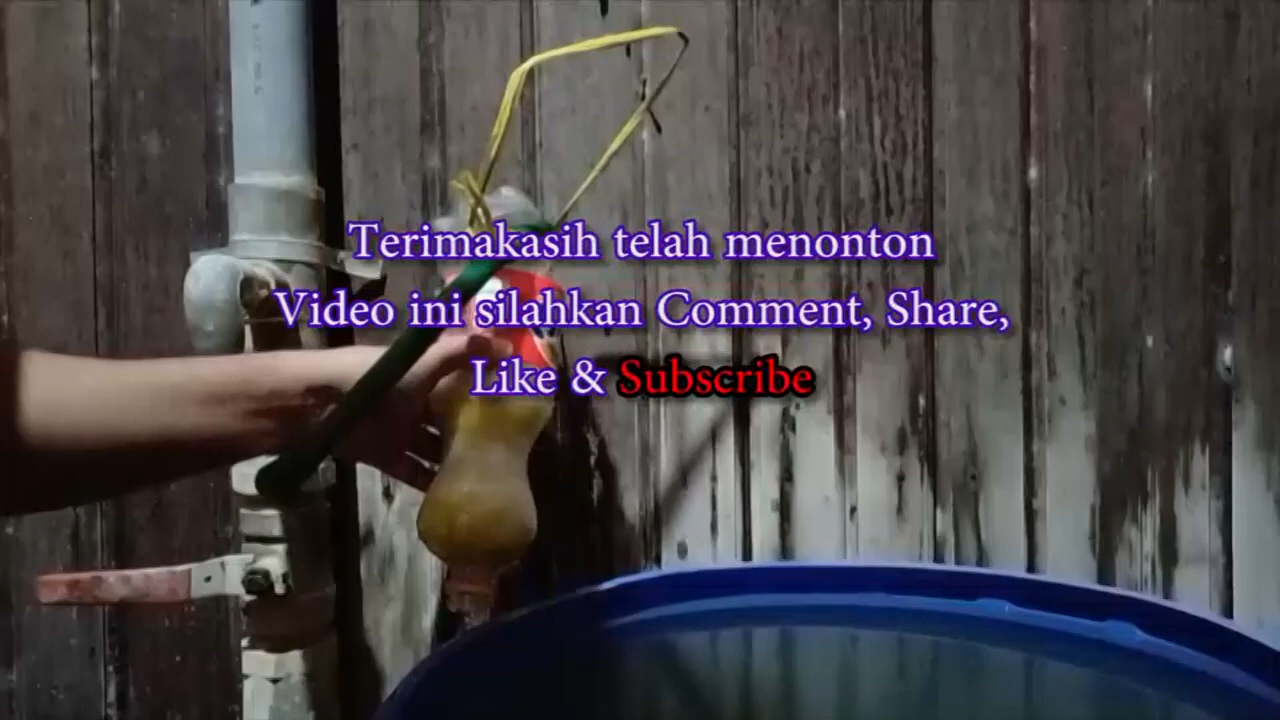 Terimakasih telah menonton
Video ini silahkan Comment, Share,
Like & Subscribe